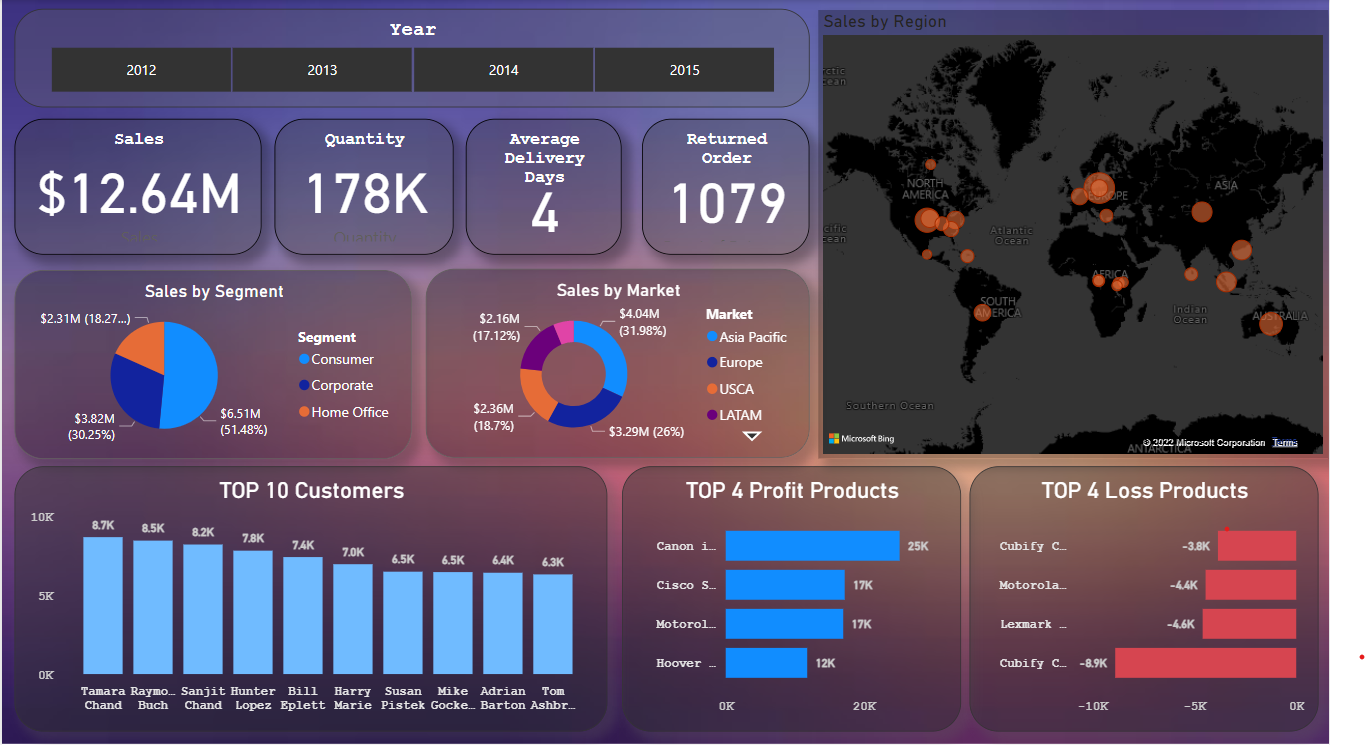 Year
2012
2013
2014
2015
Sales
$12.64M
Sales
Quantity
178K
Quantity
Average
Delivery
Days
4
Returned
Order
1079
Sales by Region
ctic
ean
NORTH
AMERICA
EUROPE
ASIA
cific
ean
Atlantic
Ocean
AFRICA
SOUTH
AMERICA
Indian
Ocean
AUSTRALIA
Southern Ocean
Microsoft Bing
© 2022 Microsoft Corporation Terms
ANTARCTICA
Sales by Segment
$2.31M (18.27...)
$3.82M
(30.25%)
$6.51M
(51.48%)
Segment
Consumer
Corporate
Home Office
Sales by Market
$2.16M
(17.12%)
$4.04M
(31.98%)
$2.36M
(18.7%)
$3.29M (26%)
Market
Asia Pacific
Europe
USCA
LATAM
TOP 10 Customers
10K
5K
0K
8.7K
8.5K
8.2K
7.8K
7.4K
7.0K
6.5K
6.5K
6.4K
6.3K
Tamara
Chand
Raymo…
Buch
Sanjit
Chand
Hunter
Lopez
Bill
Eplett
Harry
Marie
Susan
Pistek
Mike
Gocke…
Adrian
Barton
Tom
Ashbr…
TOP 4 Profit Products
Canon i… 25K
Cisco S… 17K
Motorol… 17K
Hoover … 12K
0K 20K
TOP 4 Loss Products
Cubify C… -3.8K
Motorola… -4.4K
Lexmark … -4.6K
Cubify C… -8.9K
-10K -5K 0K